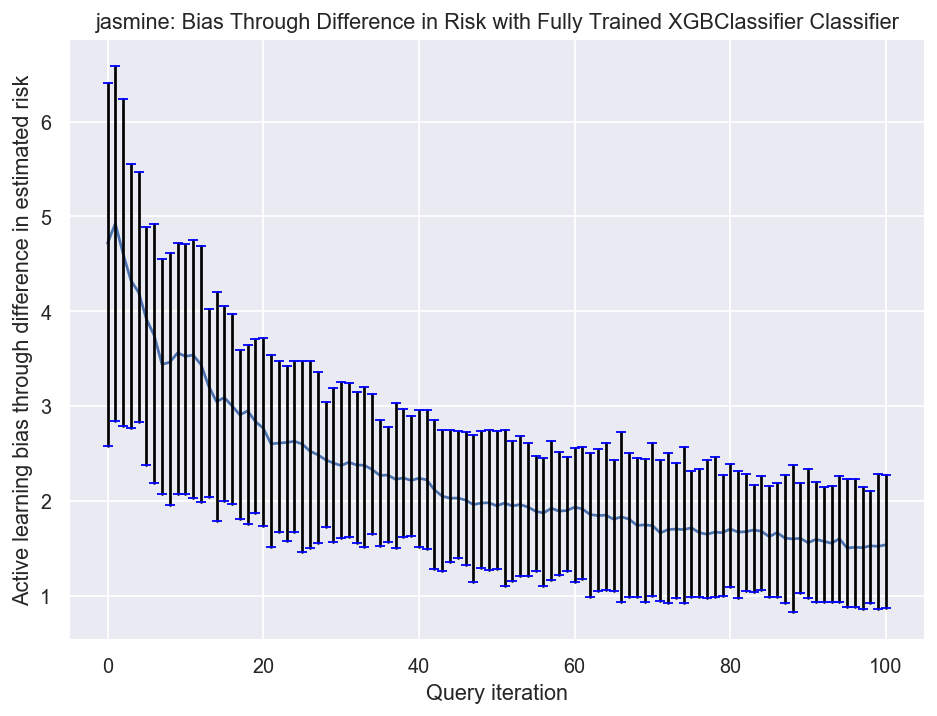 jasmine: Bias Through Difference in Risk with Fully Trained XGBClassifier Classifier
Active learning bias through difference in estimated risk
6
5
4
3
2
1
0 20 40 60 80 100
Query iteration